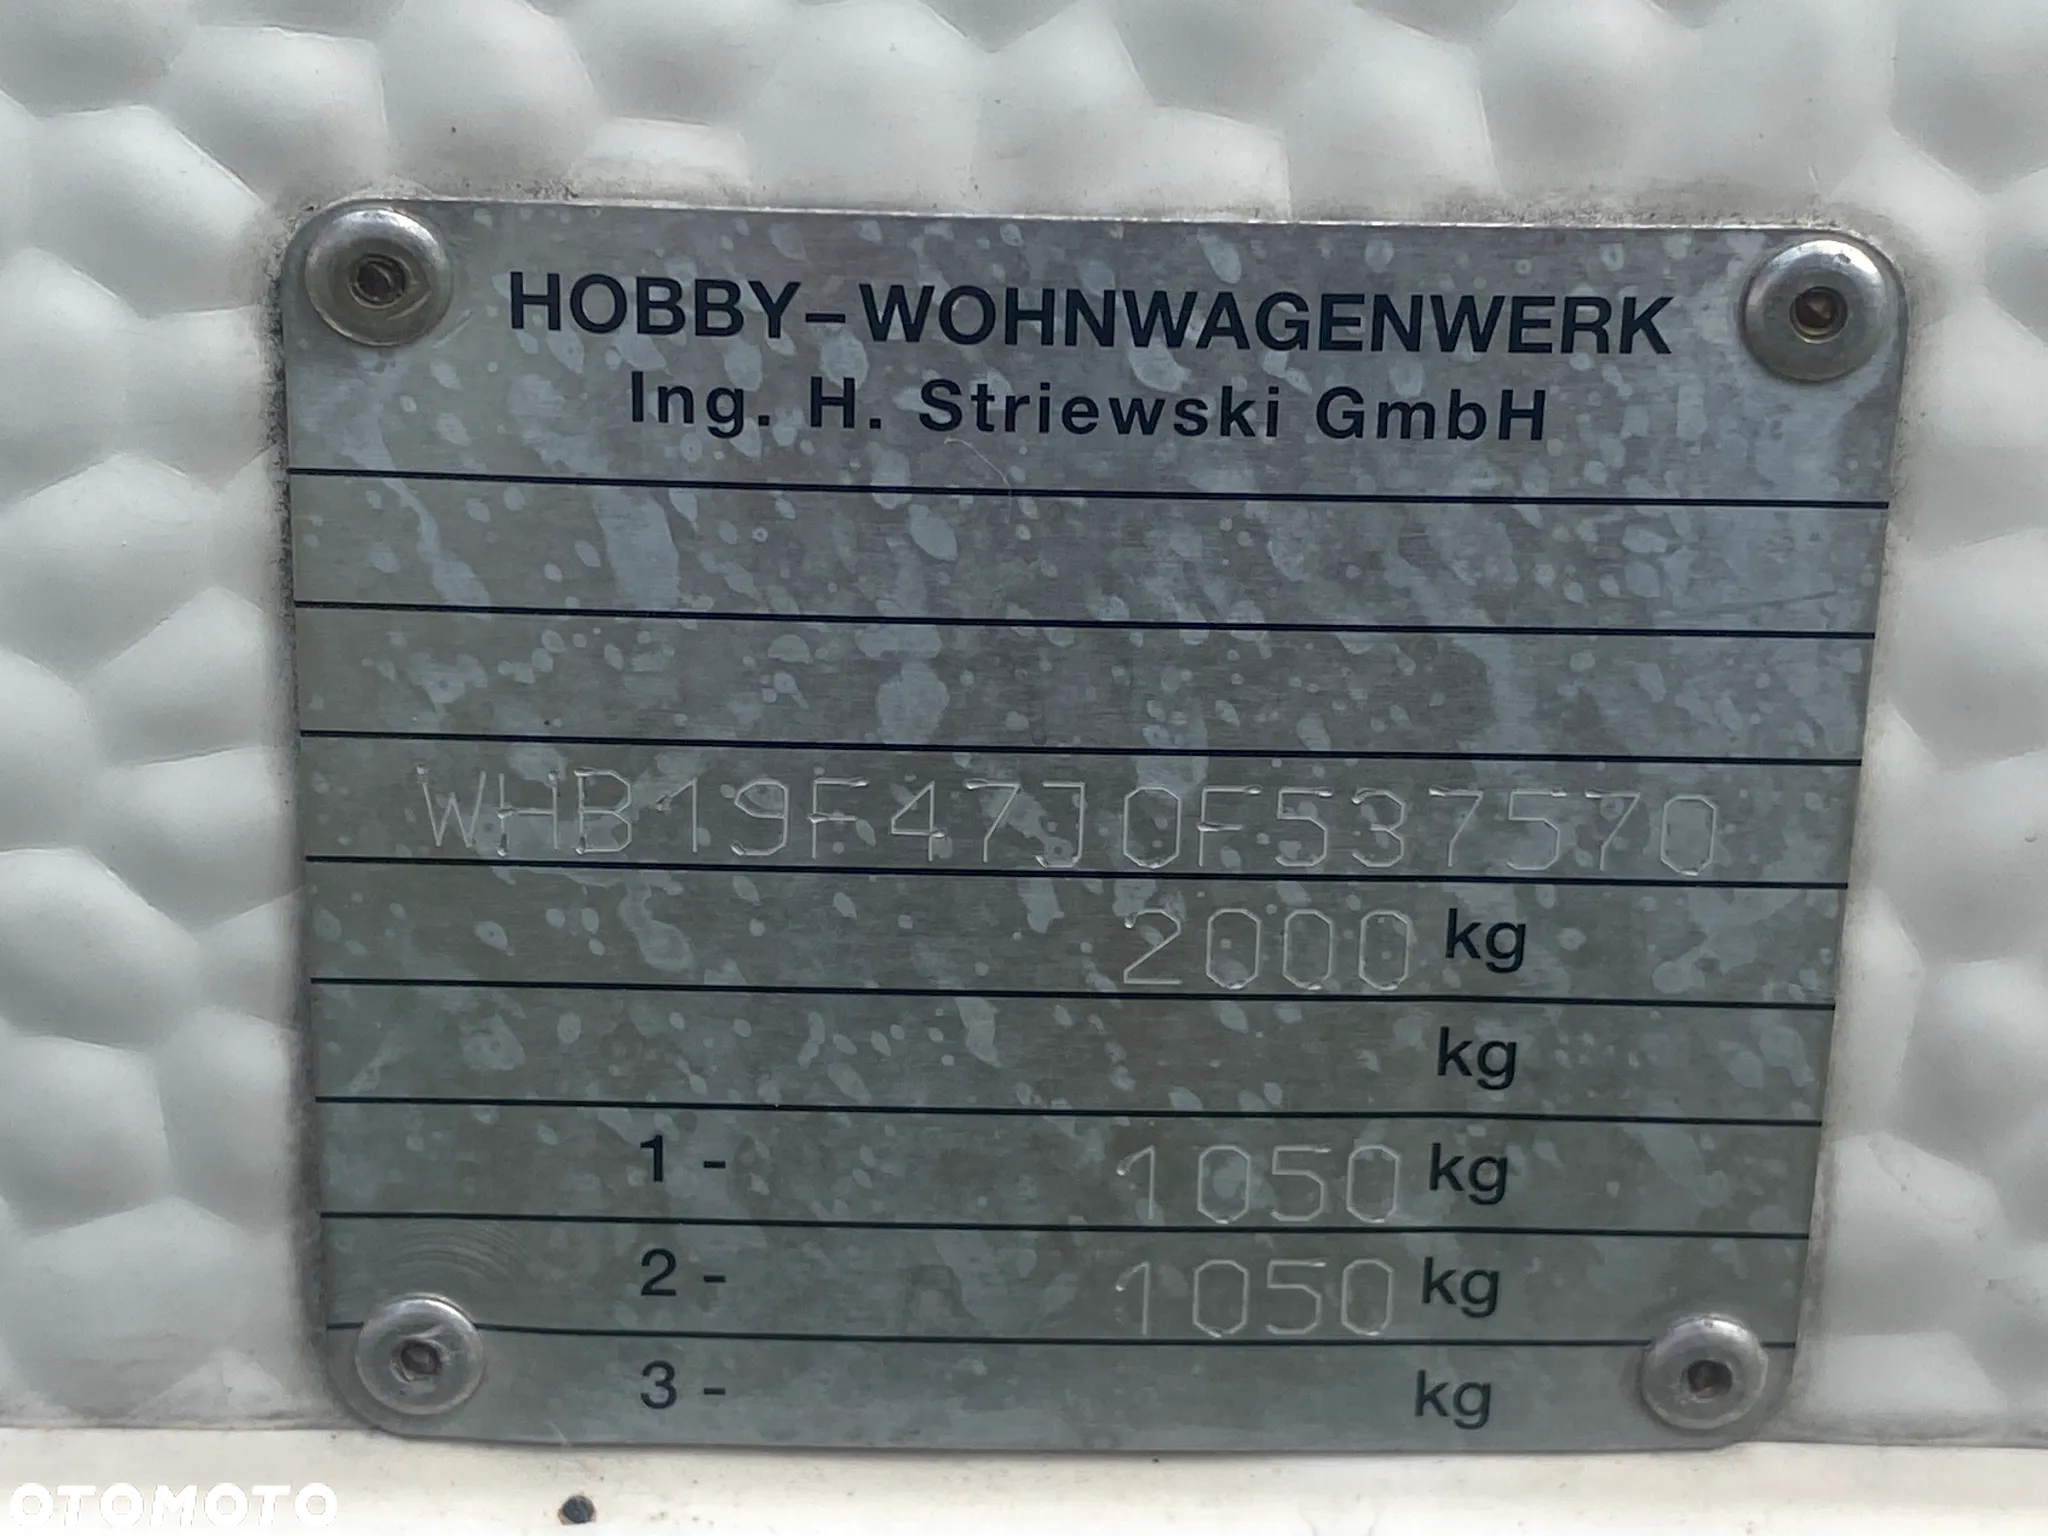 HOBBY-WOHNWAGENWERK
Ing. H. Striewski GmbH
WHB19F47J0F537570
2000 kg
kg
1 - 1050 kg
2 - 1050 kg
3 - kg
OTOMOTO